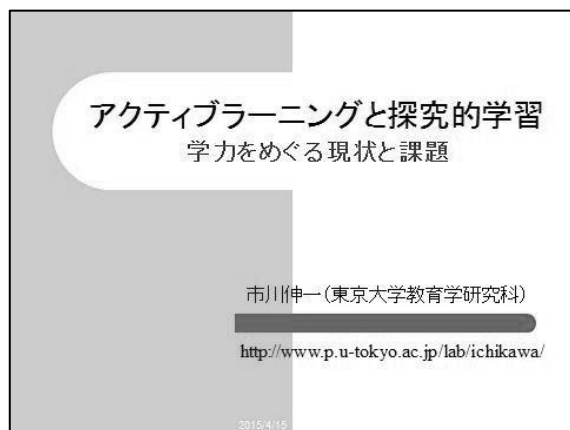 アクティブラーニングと探究的学習
学力をめぐる現状と課題
市川伸一(東京大学教育学研究科)
http://www.p.u-tokyo.ac.jp/lab/ichikawa/
2015/4/15